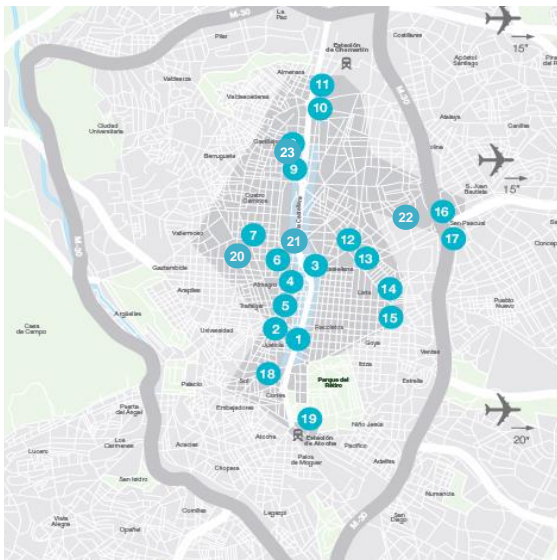 La
Paz
M-30
Pilar
Costillares
Estación
de Chamartín
15"
Almenara
Apóstol
Santiago
Valdeacederas
11
10
M-30
Atalaya
Canillas
Ciudad
Universitaria
Castillejos
23
Berruguete
9
S. Juan
Bautista
15"
Cuatro
Caminos
16
22
San Pascual
Vallermoso
7
21
12
17
20
6
3
Castellana
13
Gaztambide
M-30
4
Almagro
14
Lista
Arapiles
5
Trafalgar
15
Pueblo
Nuevo
Argüelles
Universidad
2
Recoletos
Casa
de Campo
Justicia
1
Goya
Ventas
Ibiza
18
Sol
Parque del
Retiro
Estrella
Palacio
Cortes
Puerta
del Ángel
Embajadores
19
Niño Jesús
20"
Los
Cármenes
Acacias
Atocha
Estación
de Atocha
Pacífico
Lucero
Palos
de Moguer
Adelfas
Chopera
San Isidro
Numancia
Comillas
Legazpi
M-30
San
Diego
Vista
Alegre
Opañel